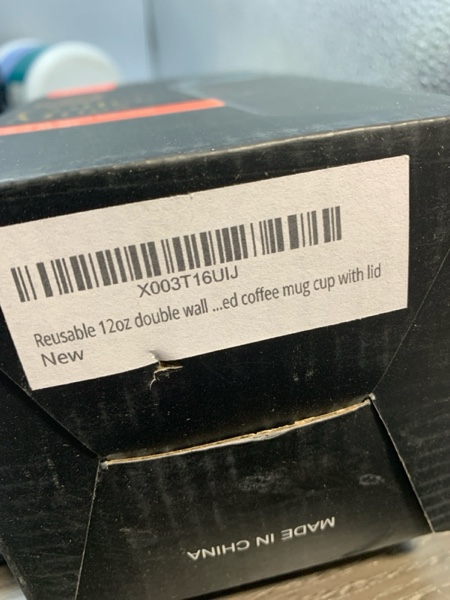 X003T16UIJ
Reusable 12oz double wall ...ed coffee mug cup with lid
New
MADE IN CHINA